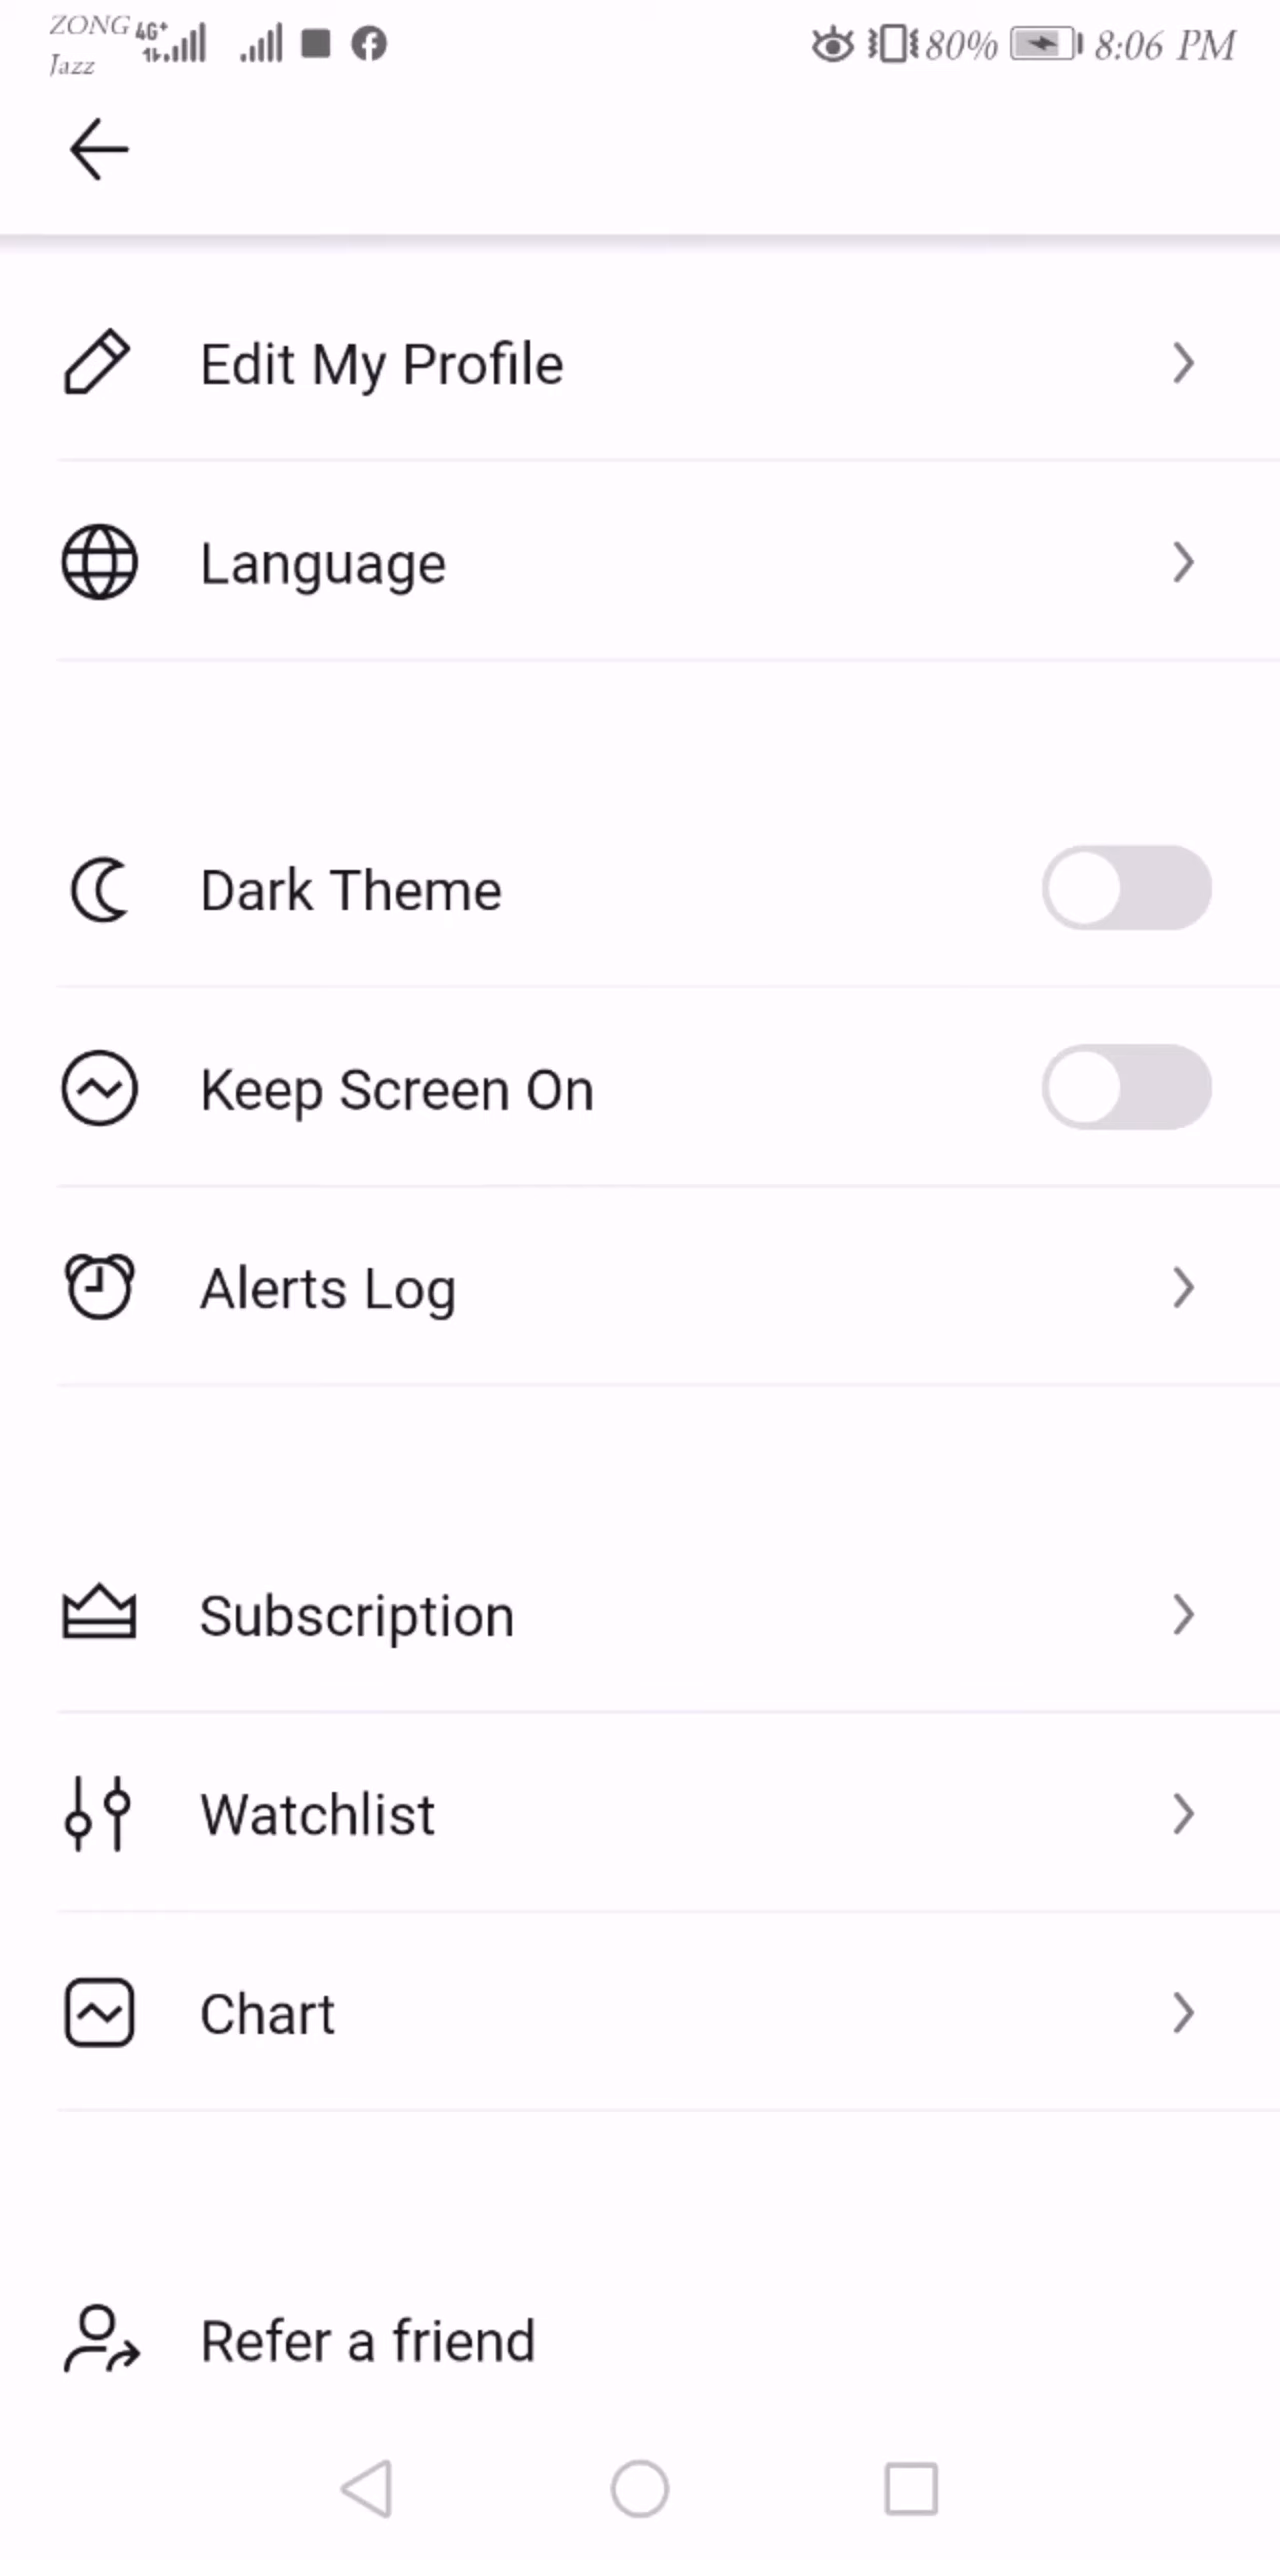 ZONG 4G+ 80% 8:06 PM
Jazz
Edit My Profile
Language
Dark Theme
Keep Screen On
Alerts Log
Subscription
Watchlist
Chart
Refer a friend